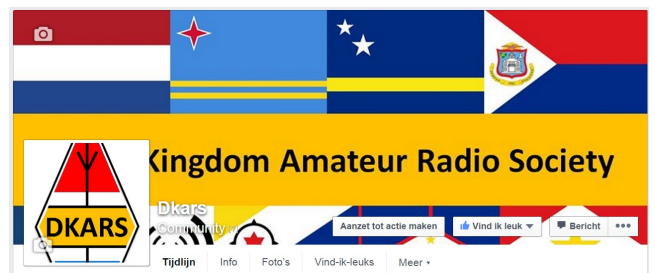 Kingdom Amateur Radio Society
DKARS
Dkars
Community
Aanzet tot actie maken
Vind ik leuk
Bericht
Tijdlijn Info Foto's Vind-ik-leuks Meer